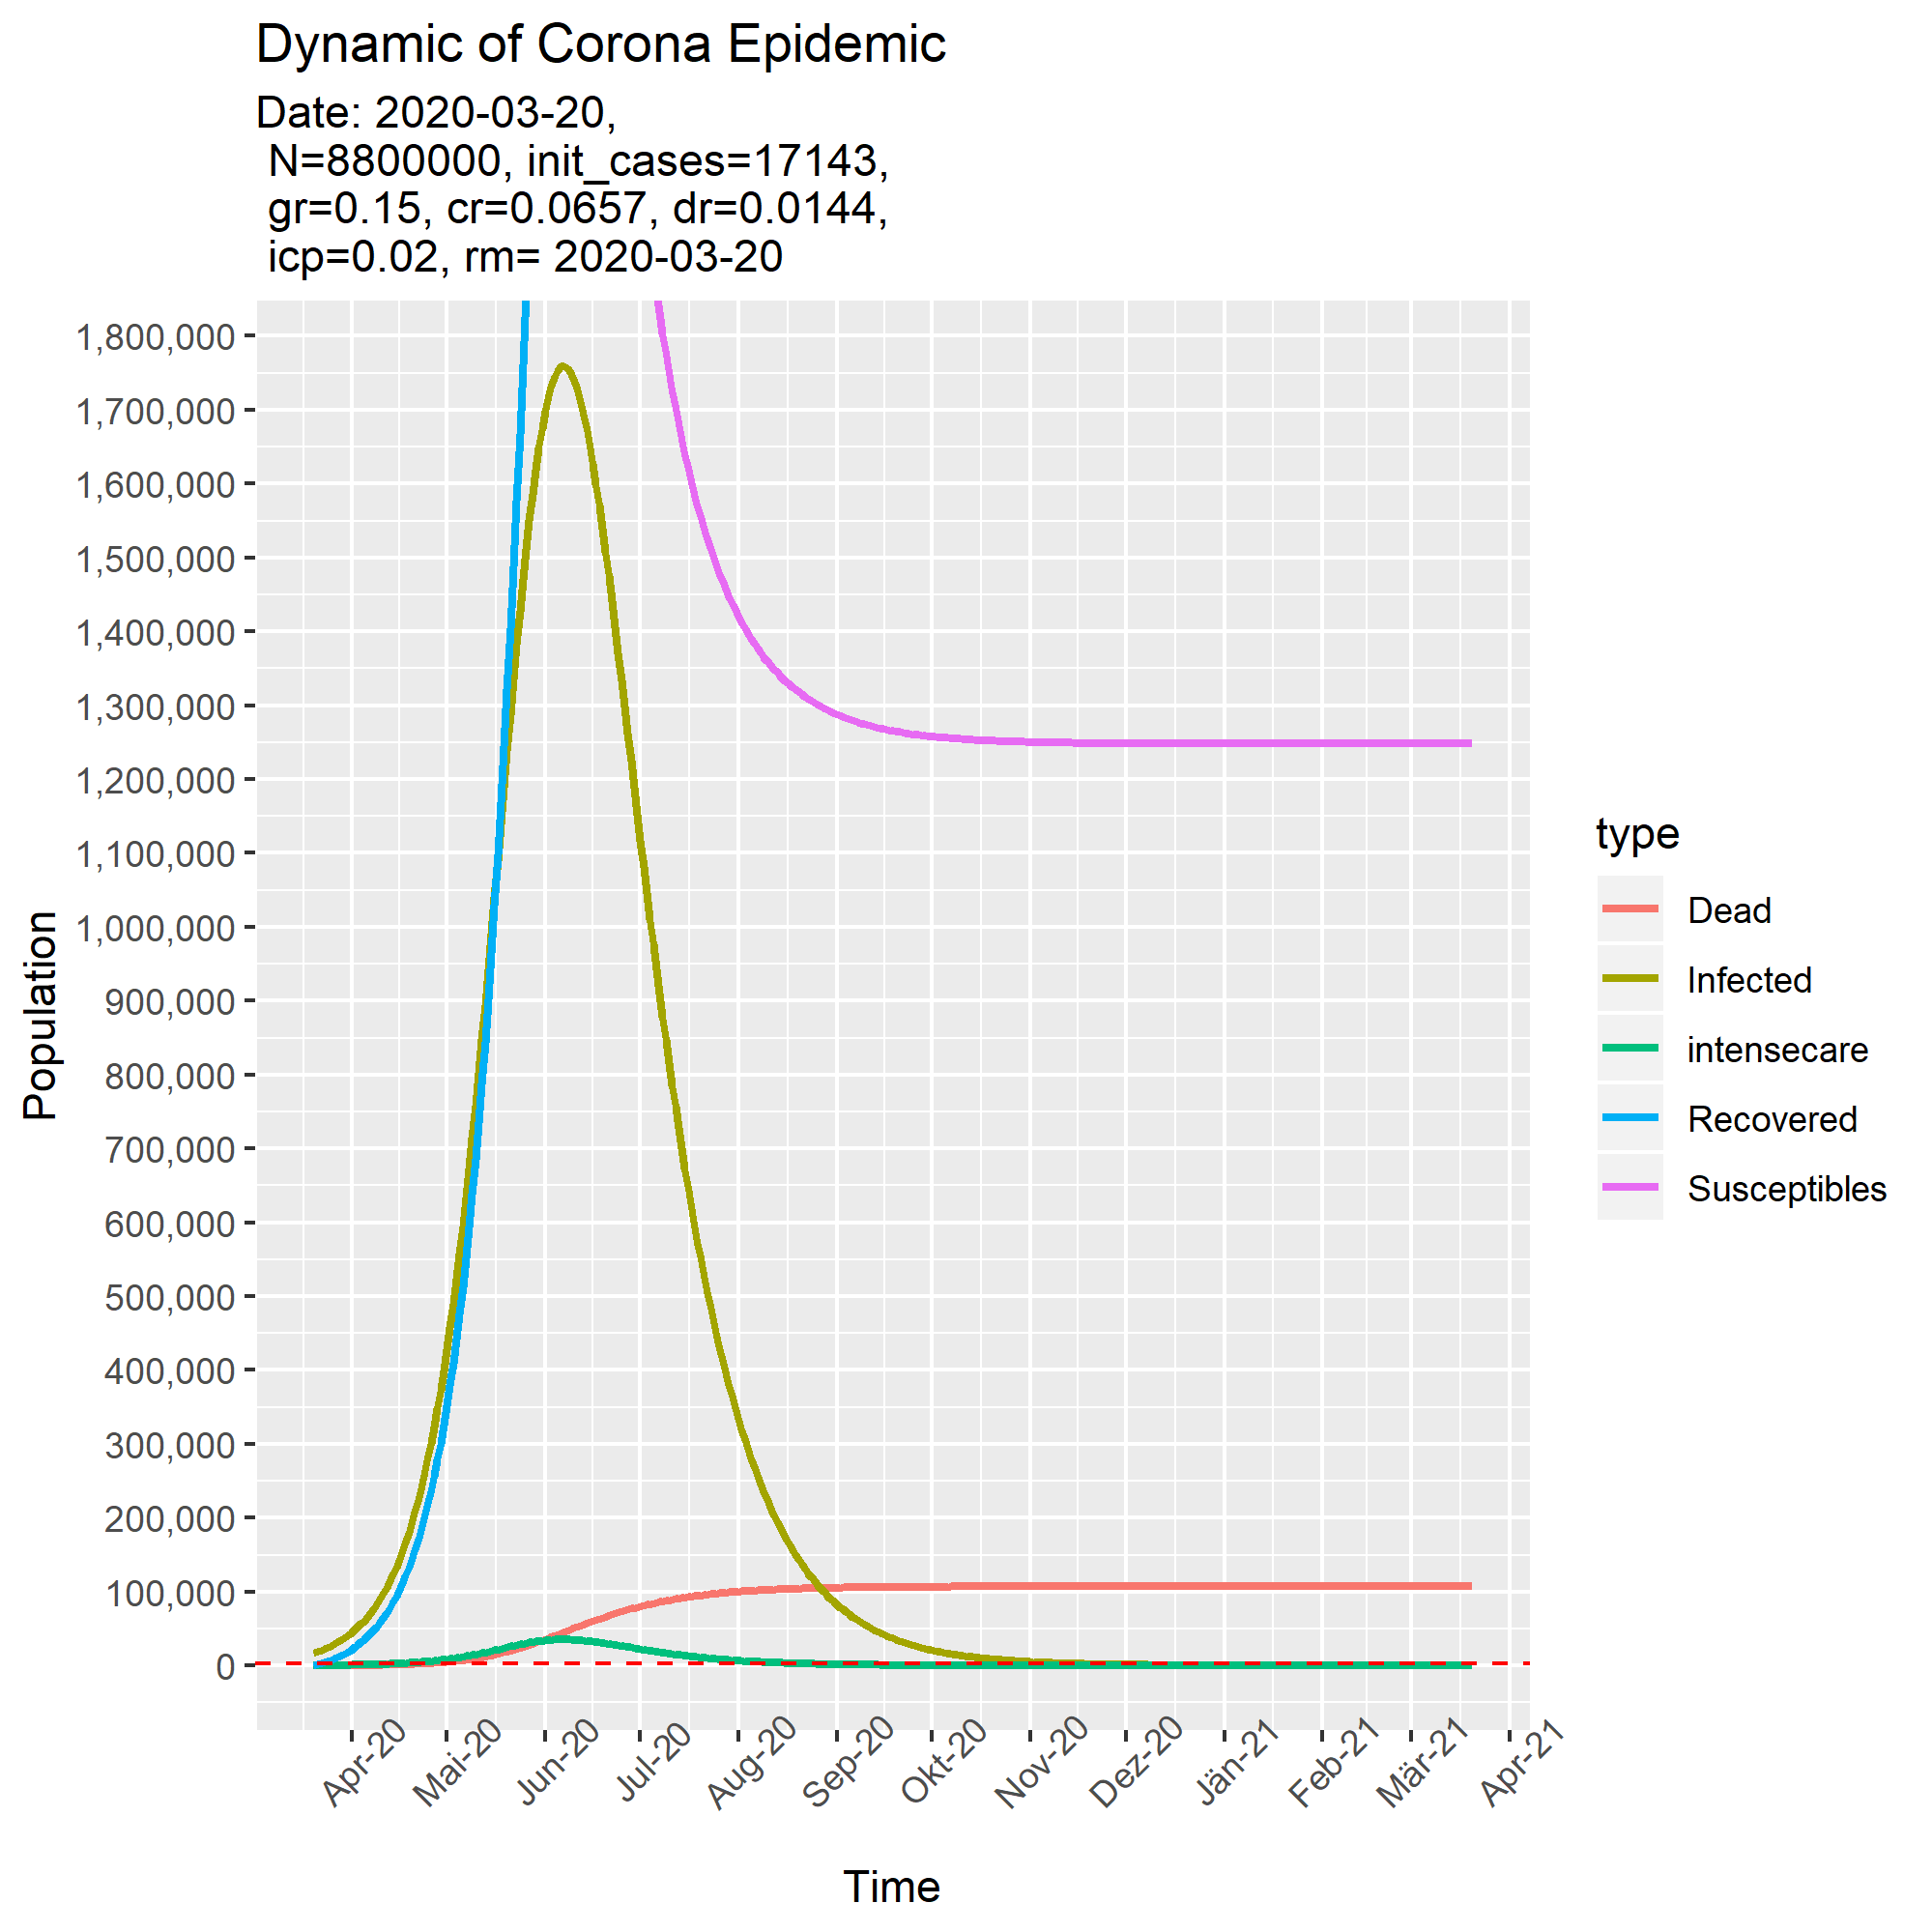 Dynamic of Corona Epidemic
Date: 2020-03-20,
N=8800000, init_cases=17143,
gr=0.15, cr=0.0657, dr=0.0144,
icp=0.02, rm= 2020-03-20
1,800,000
1,700,000
1,600,000
1,500,000
1,400,000
1,300,000
1,200,000
1,100,000
1,000,000
900,000
800,000
700,000
600,000
500,000
400,000
300,000
200,000
100,000
0
Population
Apr-20
Mai-20
Jun-20
Jul-20
Aug-20
Sep-20
Okt-20
Nov-20
Dez-20
Jän-21
Feb-21
Mär-21
Apr-21
Time
type
Dead
Infected
intensecare
Recovered
Susceptibles